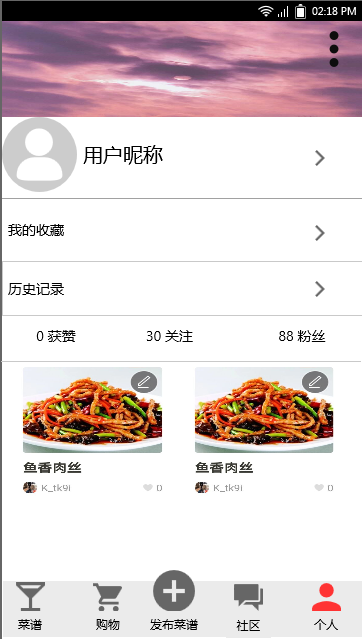 02:18 PM
用户昵称
我的收藏
历史记录
0 获赞 30 关注 88 粉丝
鱼香肉丝 鱼香肉丝
K_tk9i 0 K_tk9i 0
菜谱 购物 发布菜谱 社区 个人